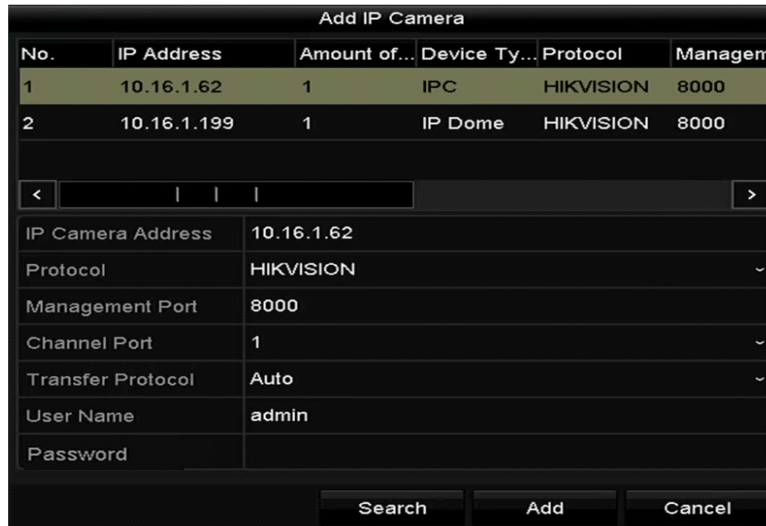 Add IP Camera
No. IP Address Amount of... Device Ty... Protocol Managem
1 10.16.1.62 1 IPC HIKVISION 8000
2 10.16.1.199 1 IP Dome HIKVISION 8000
< >
IP Camera Address 10.16.1.62
Protocol HIKVISION
Management Port 8000
Channel Port 1
Transfer Protocol Auto
User Name admin
Password
Search Add Cancel